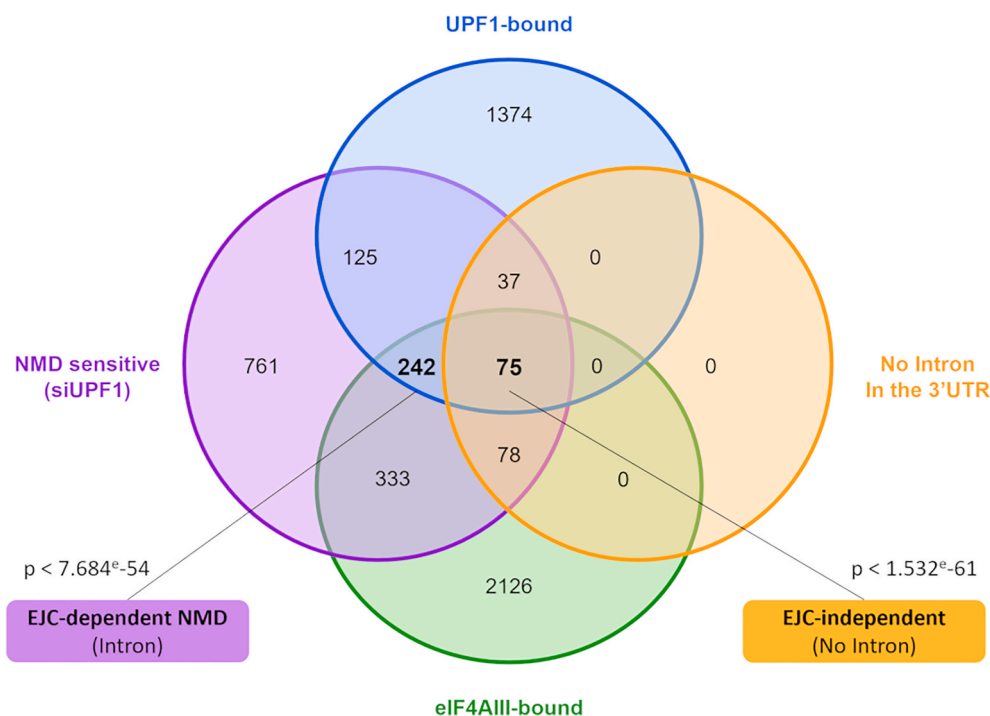 UPF1-bound
1374
125
0
37
NMD sensitive
(siUPF1)
761
242
75
0
0
No Intron
In the 3’UTR
78
333
0
p < 7.684e-54
p < 1.532e-61
2126
EJC-dependent NMD
(Intron)
EJC-independent
(No Intron)
eIF4AIII-bound